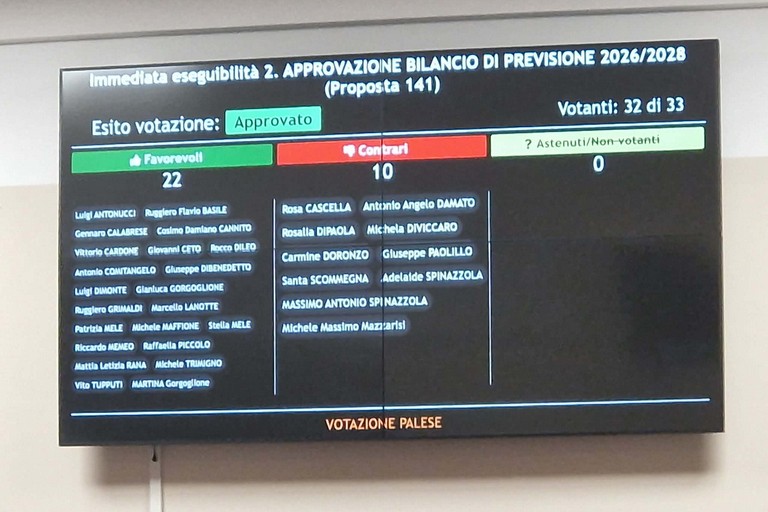 Immediata eseguibilità 2. APPROVAZIONE BILANCIO DI PREVISIONE 2026/2028
(Proposta 141)
Votanti: 32 di 33
Esito votazione: Approvato
Favorevoli
22
Contrari
10
? Astenuti/Non votanti
0
Luigi ANTONUCCI Ruggiero Flavio BASILE
Gennaro CALABRESE Cosimo Damiano CANNITO
Vittorio CARDONE Giovanni CETO Rocco DILEO
Antonio COMITANGELO Giuseppe DIBENEDETTO
Luigi DIMONTE Gianluca GORGOGLIONE
Ruggiero GRIMALDI Marcello LANOTTE
Patrizia MELE Michele MAFFIONE Stella MELE
Riccardo MEMEO Raffaella PICCOLO
Mattia Letizia RANA Michele TRIMIGNO
Vito TUPPUTI MARTINA Gorgoglione
Rosa CASCELLA Antonio Angelo DAMATO
Rosalia DIPAOLA Michela DIVICCARO
Carmine DORONZO Giuseppe PAOLILLO
Santa SCOMMEGNA Adelaide SPINAZZOLA
MASSIMO ANTONIO SPINAZZOLA
Michele Massimo Mazzarisi
VOTAZIONE PALESE